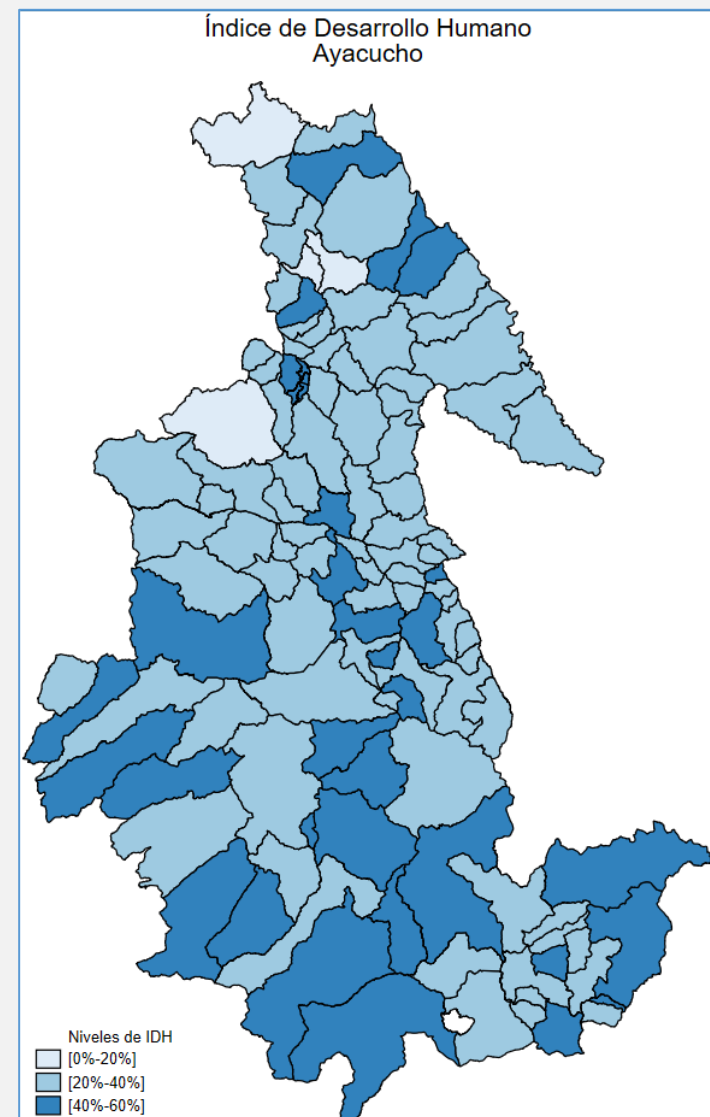 Índice de Desarrollo Humano
Ayacucho
Niveles de IDH
[0%-20%]
[20%-40%]
[40%-60%]